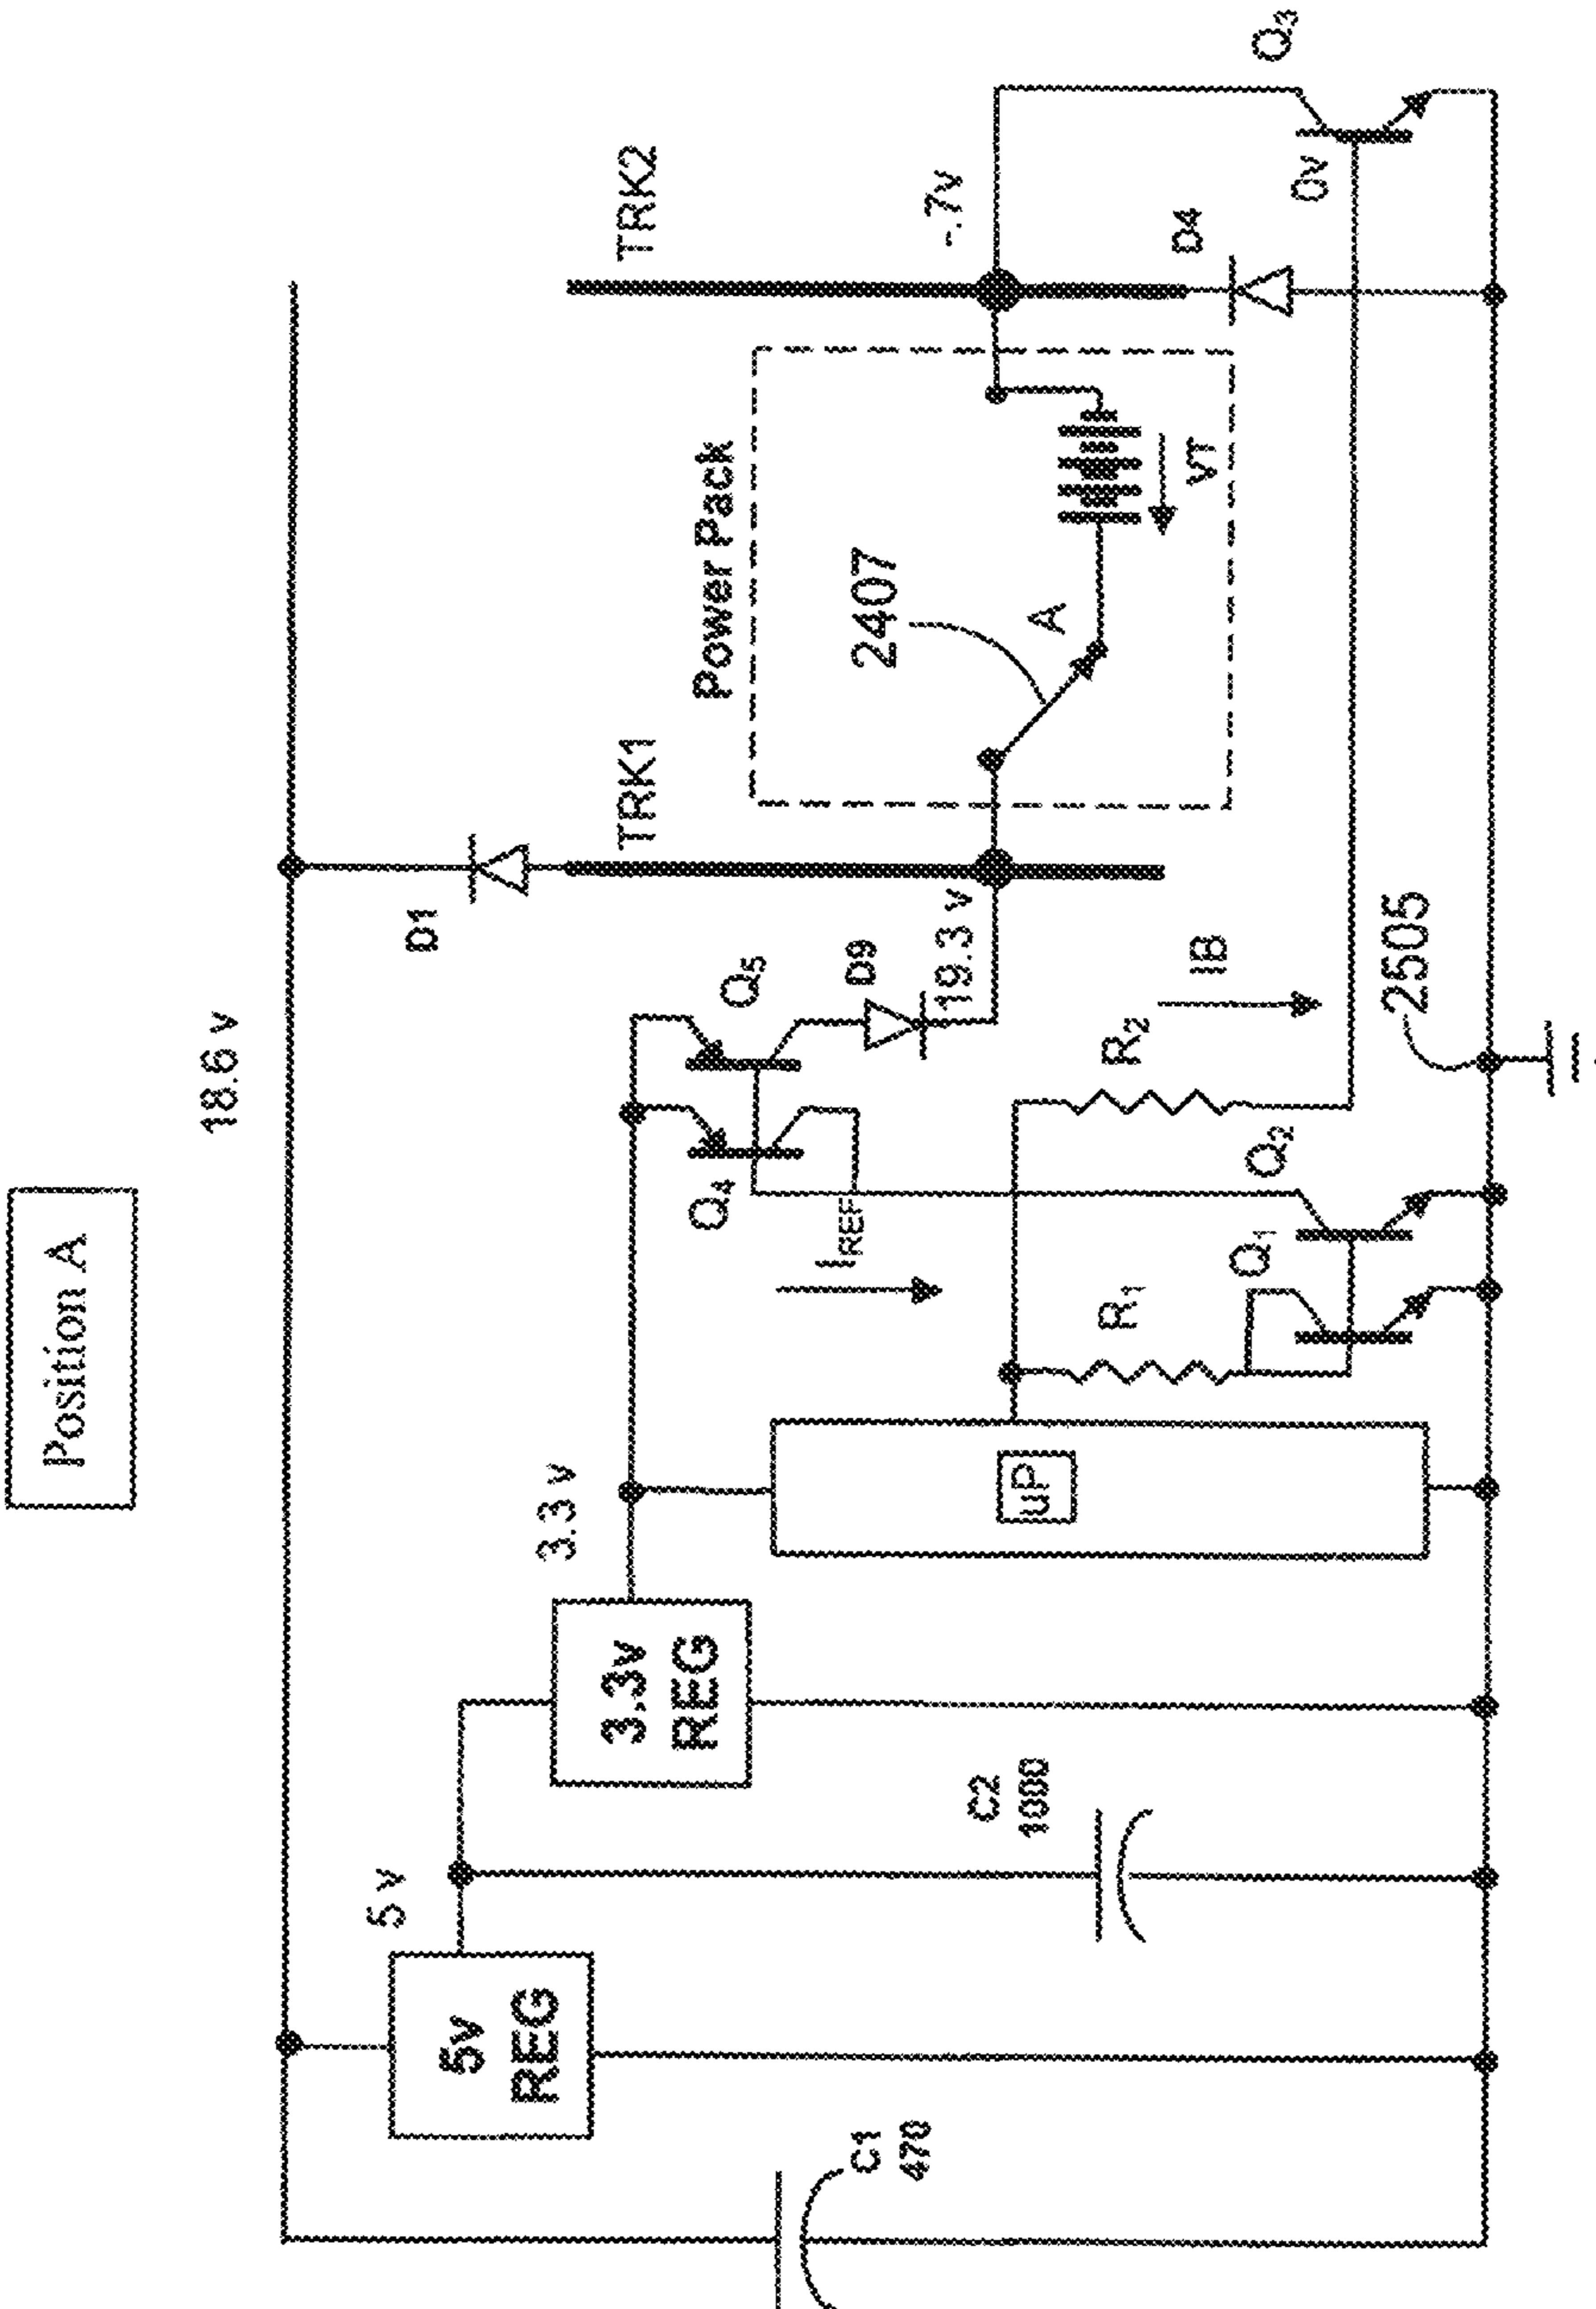 Position A
18.6 v
5 v
5v
REG
3.3 v
3.3v
REG
C1
470
C2
1000
uP
Q4
Q5
IREF
D9
19.3 v
D1
TRK1
TRK2
Power Pack
2407
A
VT
-.7v
D4
0v
Q3
R1
R2
IB
Q1
Q2
2505